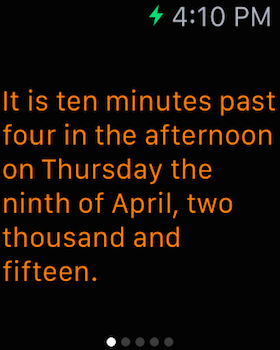 4:10 PM
It is ten minutes past
four in the afternoon
on Thursday the
ninth of April, two
thousand and
fifteen.